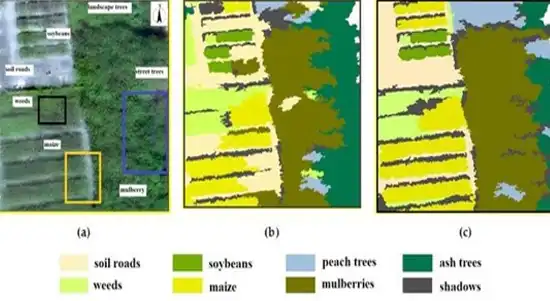 landscape trees
soybeans
soil roads
street trees
weeds
maize
mulberry
(a) (b) (c)
soil roads soybeans peach trees ash trees
weeds maize mulberries shadows